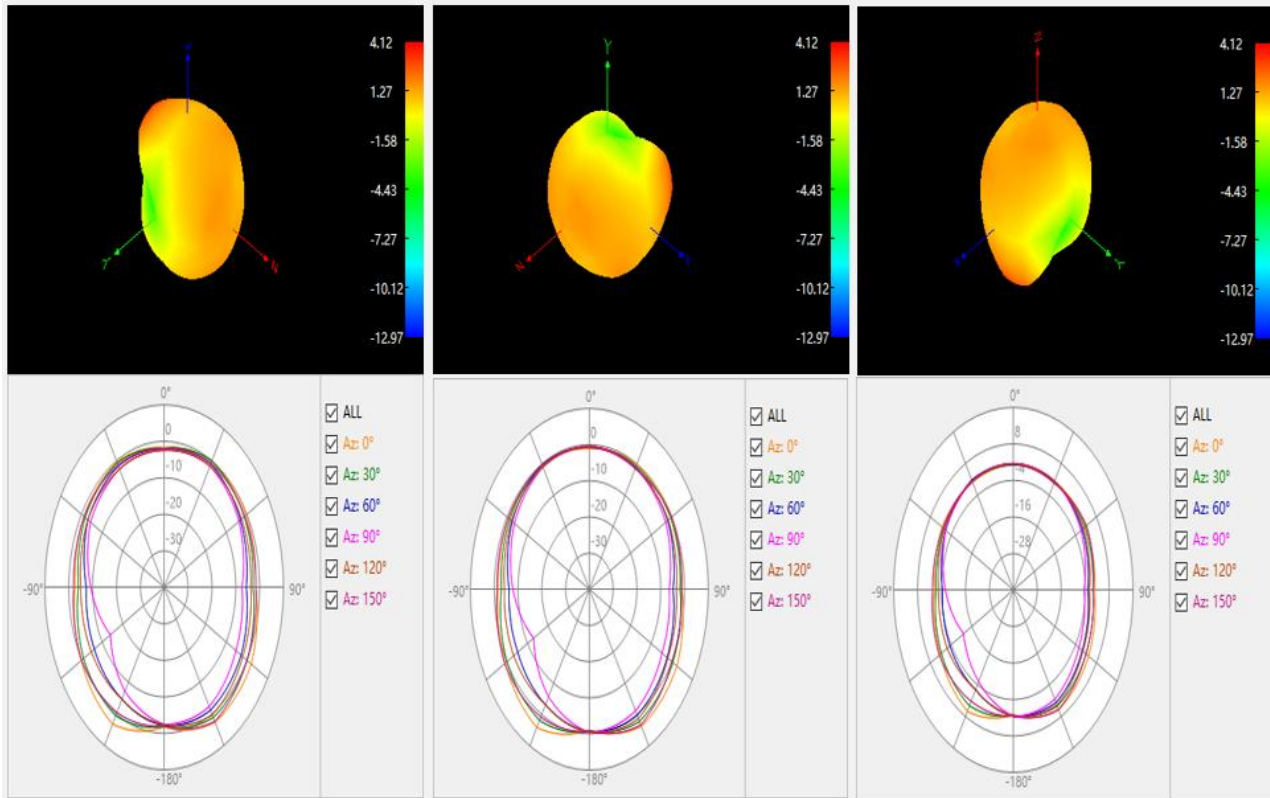 4.12
1.27
-1.58
-4.43
-7.27
-10.12
-12.97
Y
4.12
1.27
-1.58
-4.43
-7.27
-10.12
-12.97
Y
4.12
1.27
-1.58
-4.43
-7.27
-10.12
-12.97
Z
Y
0°
0
-10
-20
-30
-90°
90°
-180°
ALL
Az: 0°
Az: 30°
Az: 60°
Az: 90°
Az: 120°
Az: 150°
0°
0
-10
-20
-30
-90°
90°
-180°
ALL
Az: 0°
Az: 30°
Az: 60°
Az: 90°
Az: 120°
Az: 150°
0°
8
-4
-16
-28
-90°
90°
-180°
ALL
Az: 0°
Az: 30°
Az: 60°
Az: 90°
Az: 120°
Az: 150°